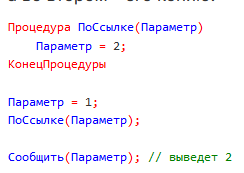 Процедура ПоСсылке(Параметр)
Параметр = 2;
КонецПроцедуры
Параметр = 1;
ПоСсылке(Параметр);
Сообщить(Параметр); // выведет 2